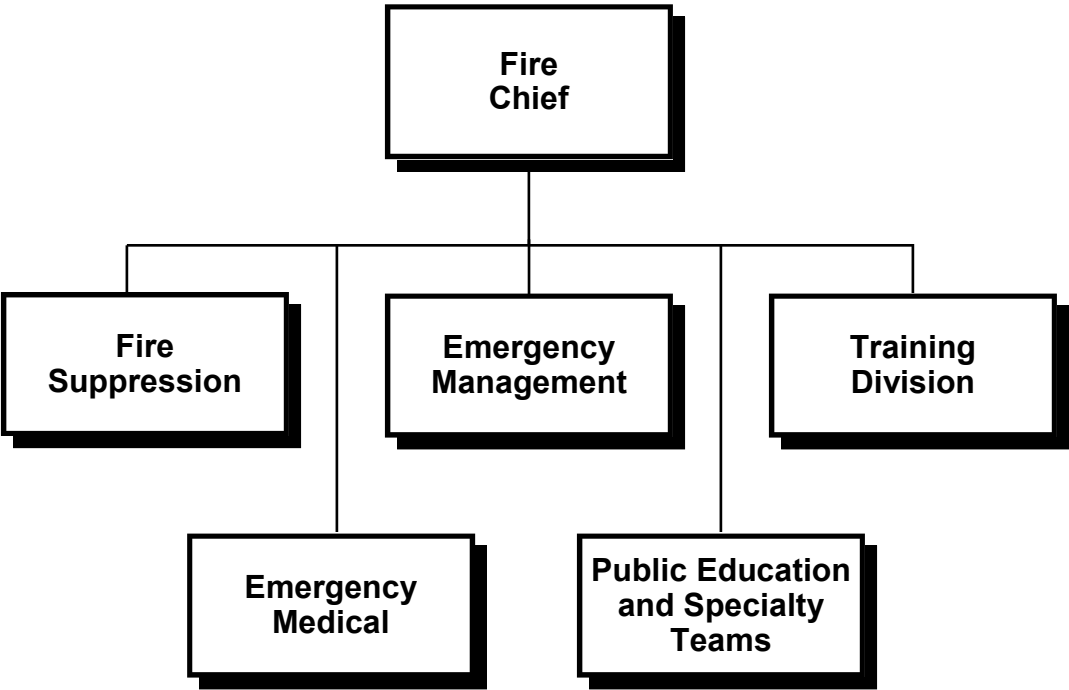 Fire
Chief
Fire
Suppression
Emergency
Management
Training
Division
Emergency
Medical
Public Education
and Specialty
Teams